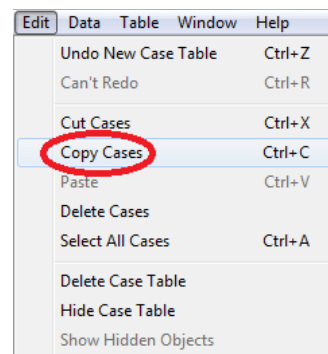 Edit Data Table Window Help
Undo New Case Table Ctrl+Z
Can't Redo Ctrl+R
Cut Cases Ctrl+X
Copy Cases Ctrl+C
Paste Ctrl+V
Delete Cases
Select All Cases Ctrl+A
Delete Case Table
Hide Case Table
Show Hidden Objects